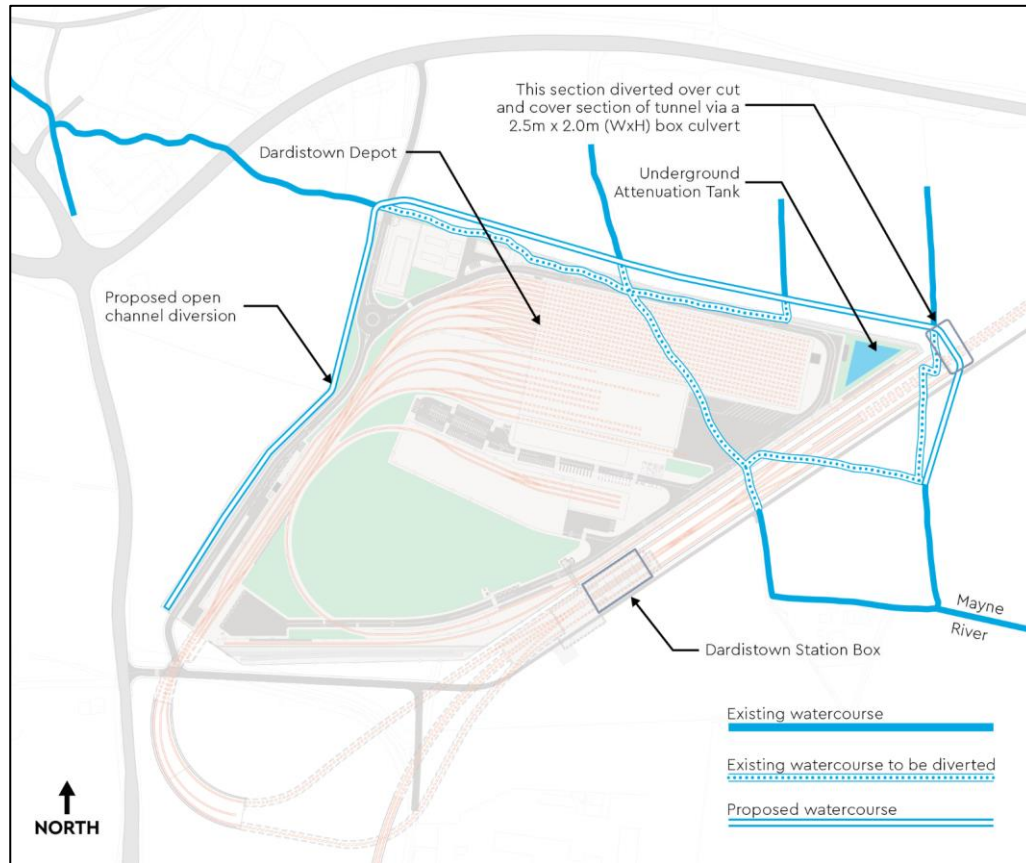 This section diverted over cut
and cover section of tunnel via a
2.5m x 2.0m (WxH) box culvert
Dardistown Depot
Underground
Attenuation Tank
Proposed open
channel diversion
Mayne
River
Dardistown Station Box
Existing watercourse
Existing watercourse to be diverted
Proposed watercourse
NORTH